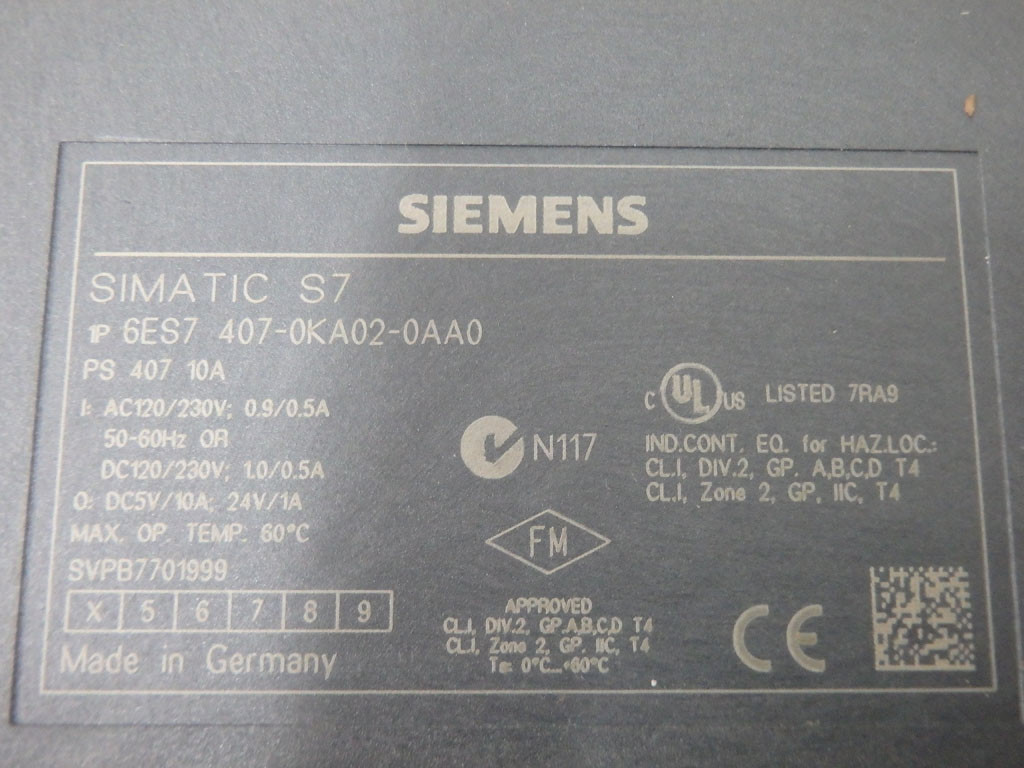 SIEMENS
SIMATIC S7
1P 6ES7 407-0KA02-0AA0
PS 407 10A
I: AC120/230V; 0.9/0.5A
50-60Hz OR
DC120/230V; 1.0/0.5A
O: DC5V/10A; 24V/1A
MAX. OP. TEMP. 60°C
SVPB7701999
X 5 6 7 8 9
Made in Germany
N117
FM
APPROVED
CL.I, DIV.2, GP.A,B,C,D T4
CL.I, Zone 2, GP. IIC, T4
Ta: 0°C...+60°C
C UL US LISTED 7RA9
IND.CONT. EQ. for HAZ.LOC.:
CL.I, DIV.2, GP. A,B,C,D T4
CL.I, Zone 2, GP, IIC, T4
CE